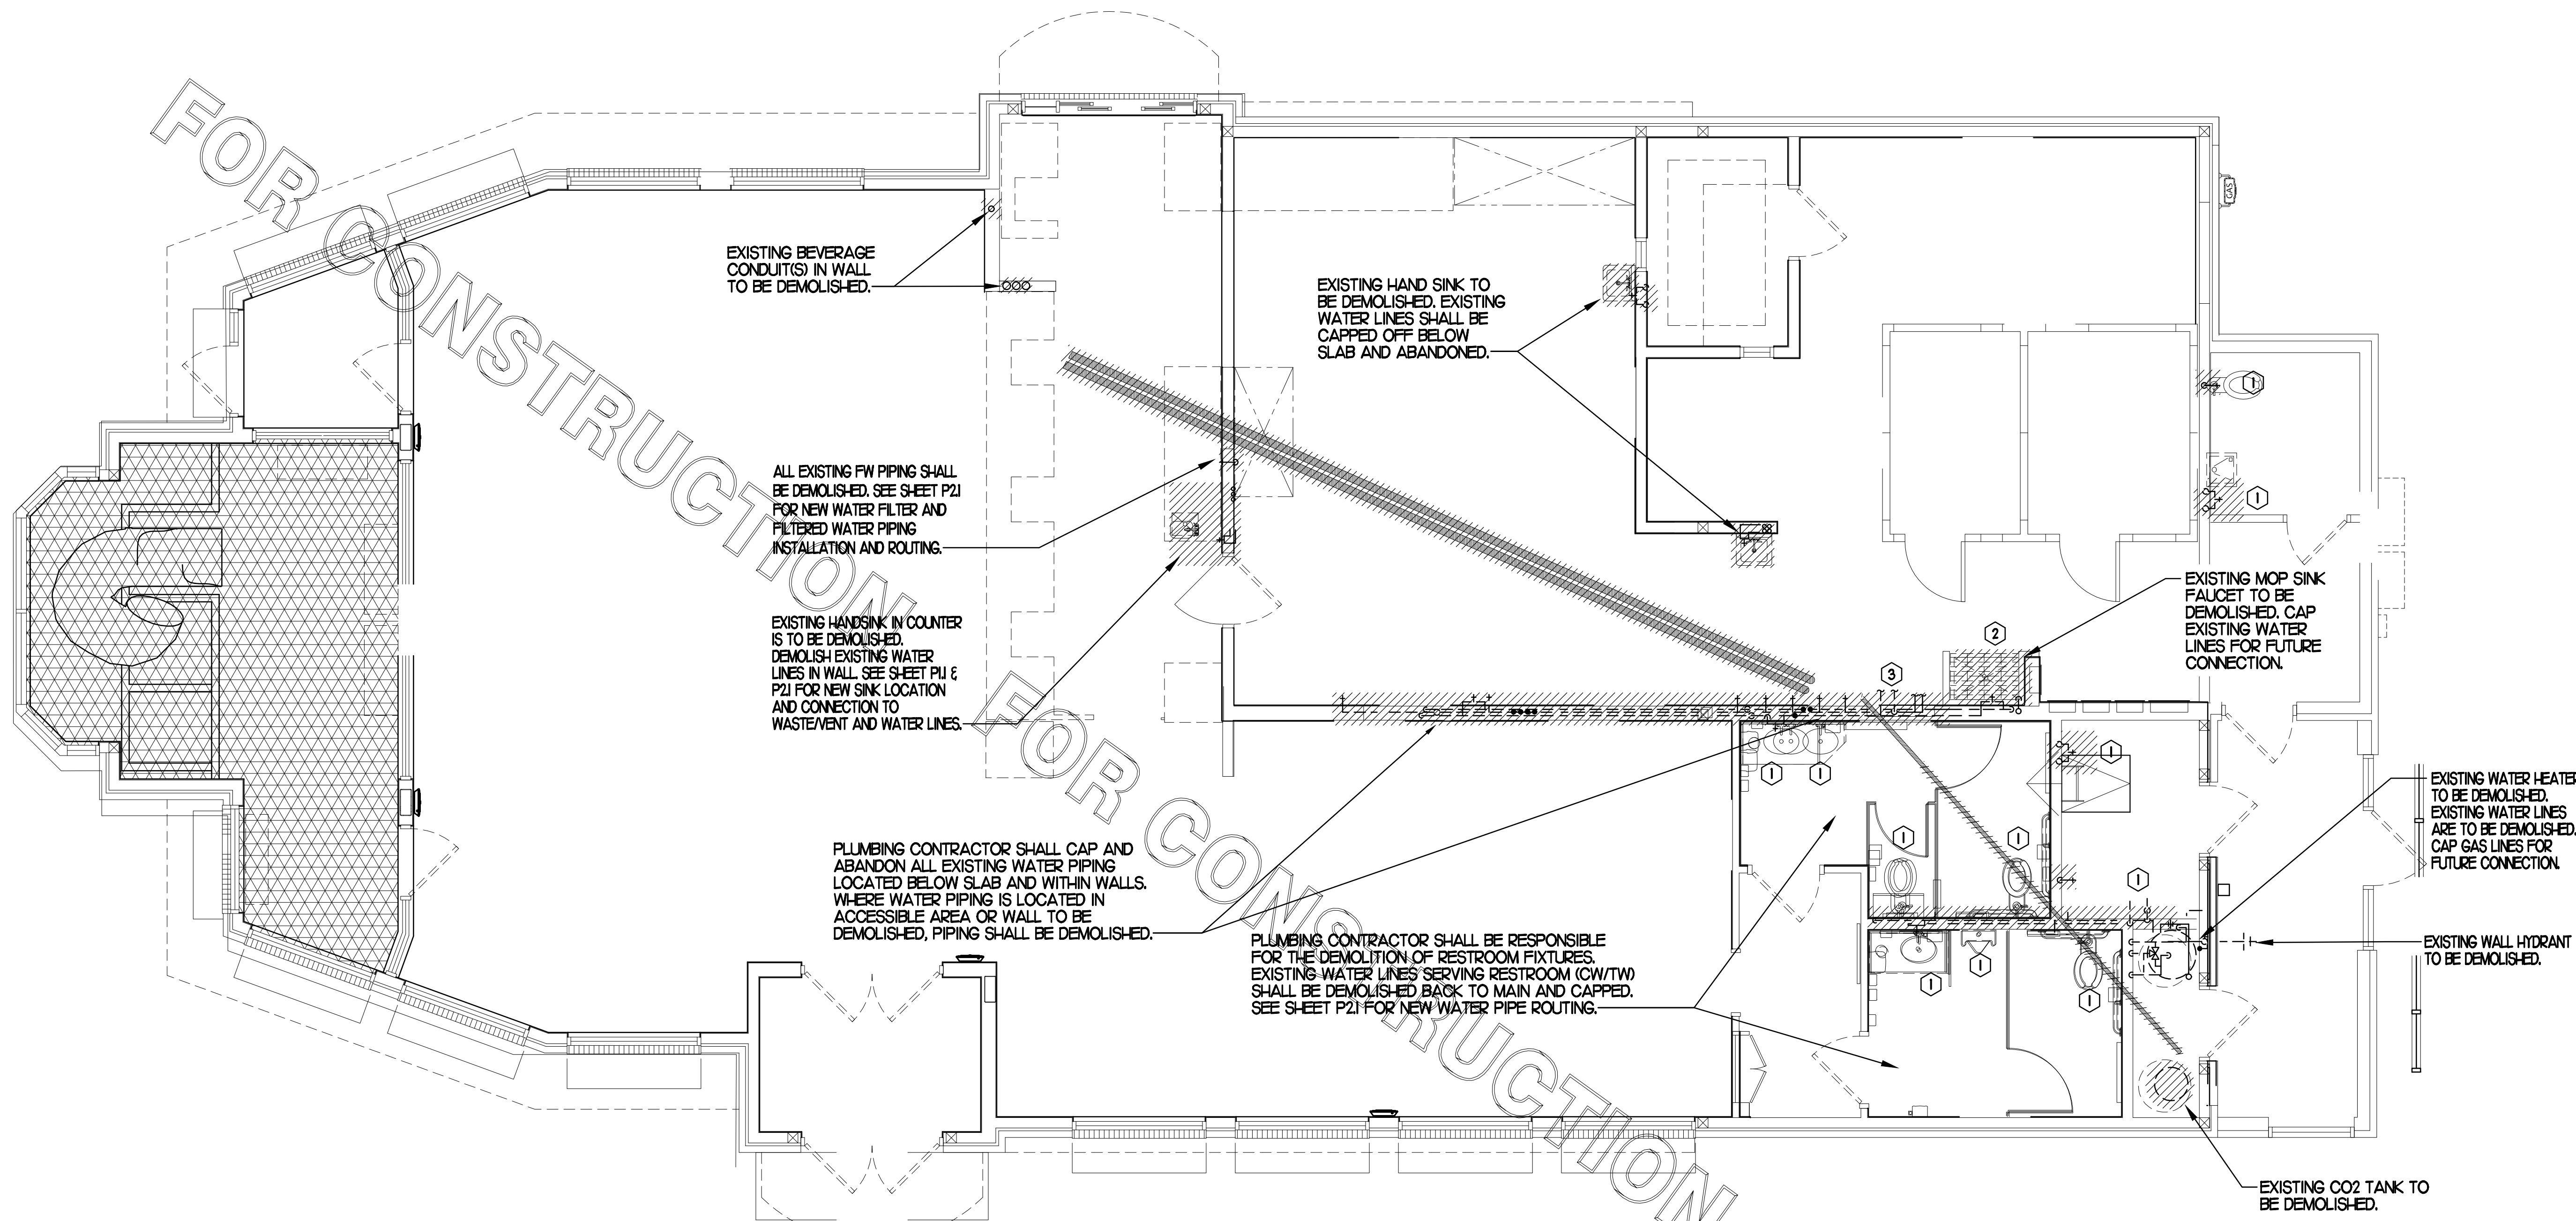 FOR CONSTRUCTION
FOR CONSTRUCTION
GAS
EXISTING BEVERAGE
CONDUIT(S) IN WALL
TO BE DEMOLISHED.
EXISTING HAND SINK TO
BE DEMOLISHED. EXISTING
WATER LINES SHALL BE
CAPPED OFF BELOW
SLAB AND ABANDONED.
ALL EXISTING FW PIPING SHALL
BE DEMOLISHED. SEE SHEET P2.1
FOR NEW WATER FILTER AND
FILTERED WATER PIPING
INSTALLATION AND ROUTING.
EXISTING HANDSINK IN COUNTER
IS TO BE DEMOLISHED.
DEMOLISH EXISTING WATER
LINES IN WALL. SEE SHEET P1.1 &
P2.1 FOR NEW SINK LOCATION
AND CONNECTION TO
WASTE/VENT AND WATER LINES.
EXISTING MOP SINK
FAUCET TO BE
DEMOLISHED. CAP
EXISTING WATER
LINES FOR FUTURE
CONNECTION.
PLUMBING CONTRACTOR SHALL CAP AND
ABANDON ALL EXISTING WATER PIPING
LOCATED BELOW SLAB AND WITHIN WALLS.
WHERE WATER PIPING IS LOCATED IN
ACCESSIBLE AREA OR WALL TO BE
DEMOLISHED, PIPING SHALL BE DEMOLISHED.
PLUMBING CONTRACTOR SHALL BE RESPONSIBLE
FOR THE DEMOLITION OF RESTROOM FIXTURES.
EXISTING WATER LINES SERVING RESTROOM (CW/TW)
SHALL BE DEMOLISHED BACK TO MAIN AND CAPPED.
SEE SHEET P2.1 FOR NEW WATER PIPE ROUTING.
EXISTING WATER HEATER
TO BE DEMOLISHED.
EXISTING WATER LINES
ARE TO BE DEMOLISHED.
CAP GAS LINES FOR
FUTURE CONNECTION.
EXISTING WALL HYDRANT
TO BE DEMOLISHED.
EXISTING CO2 TANK TO
BE DEMOLISHED.
1
1
2
3
1
1
1
1
1
1
1
1
1